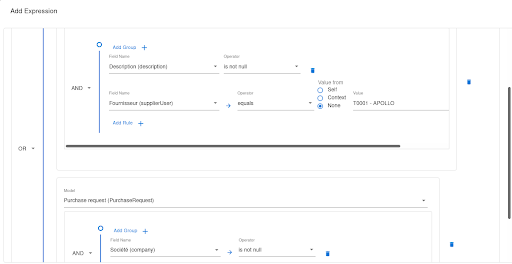 Add Expression
Add Group +
Field Name Operator
Description (description) is not null
AND
Field Name Operator Value from Value
Self
Context
None
Fournisseur (supplierUser) equals T0001 - APOLLO
Add Rule +
OR
Model
Purchase request (PurchaseRequest)
Add Group +
Field Name Operator
Société (company) is not null
AND